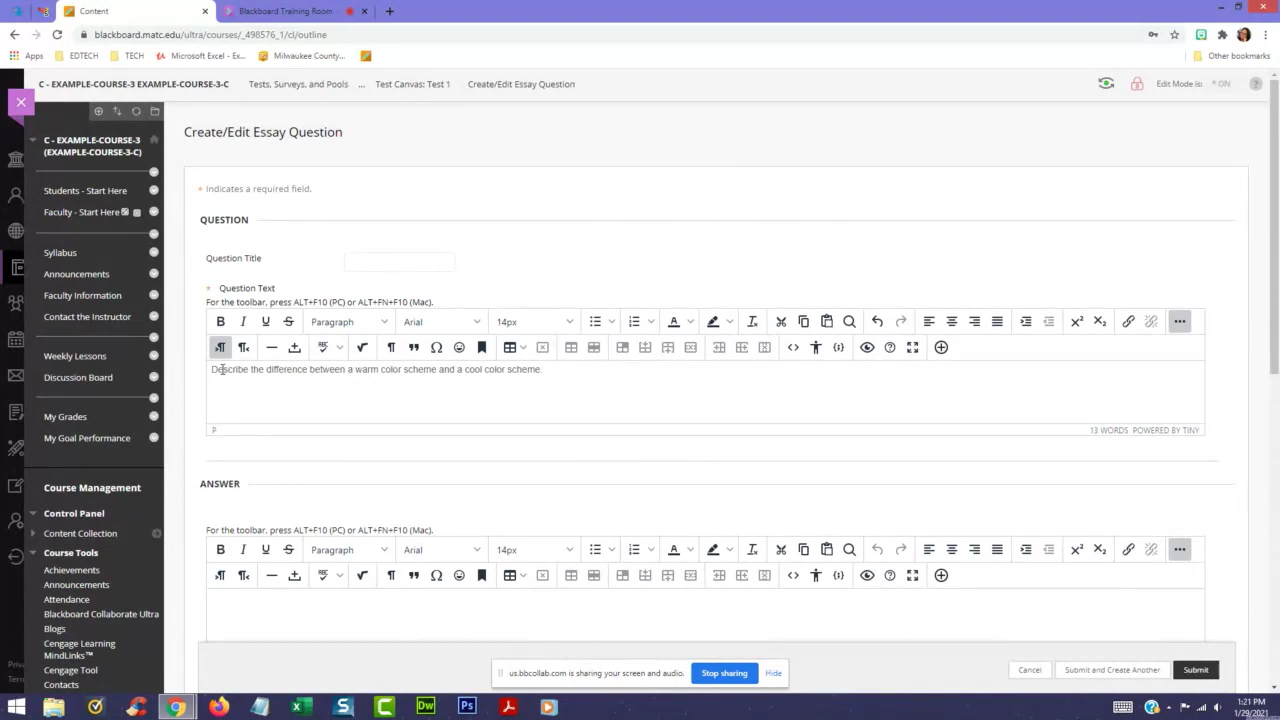 Content
Blackboard Training Room
blackboard.matc.edu/ultra/courses/_498576_1/cl/outline
Apps
EDTECH
TECH
Microsoft Excel - Ex...
Milwaukee County...
Other bookmarks
C - EXAMPLE-COURSE-3 EXAMPLE-COURSE-3-C
Tests, Surveys, and Pools
...
Test Canvas: Test 1
Create/Edit Essay Question
Edit Mode is:
ON
?
C - EXAMPLE-COURSE-3
(EXAMPLE-COURSE-3-C)
Students - Start Here
Faculty - Start Here
Syllabus
Announcements
Faculty Information
Contact the Instructor
Weekly Lessons
Discussion Board
My Grades
My Goal Performance
Course Management
Control Panel
Content Collection
Course Tools
Achievements
Announcements
Attendance
Blackboard Collaborate Ultra
Blogs
Cengage Learning
MindLinks™
Cengage Tool
Contacts
Create/Edit Essay Question
* Indicates a required field.
QUESTION
Question Title
* Question Text
For the toolbar, press ALT+F10 (PC) or ALT+FN+F10 (Mac).
B I U S Paragraph Arial 14px
Describe the difference between a warm color scheme and a cool color scheme.
P
13 WORDS POWERED BY TINY
ANSWER
For the toolbar, press ALT+F10 (PC) or ALT+FN+F10 (Mac).
B I U S Paragraph Arial 14px
us.bbcollab.com is sharing your screen and audio.
Stop sharing
Hide
Cancel
Submit and Create Another
Submit
1:21 PM
1/29/2021